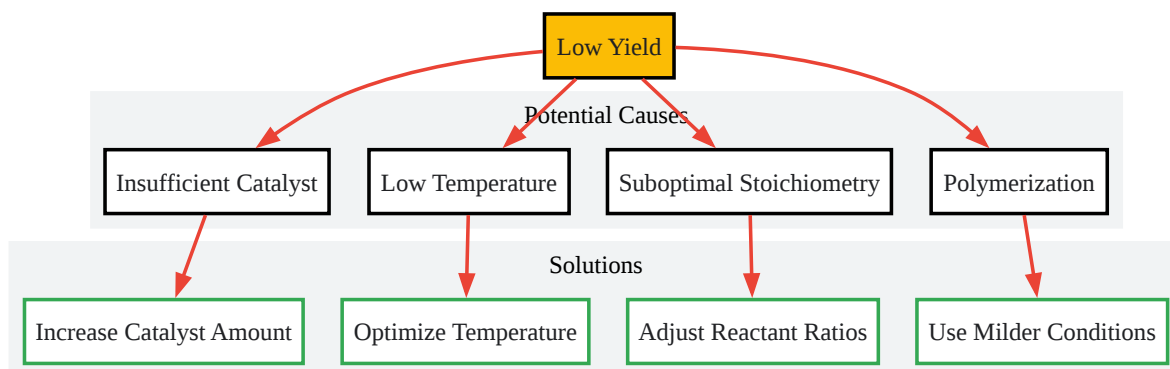 Low Yield
Potential Causes
Insufficient Catalyst
Low Temperature
Suboptimal Stoichiometry
Polymerization
Solutions
Increase Catalyst Amount
Optimize Temperature
Adjust Reactant Ratios
Use Milder Conditions